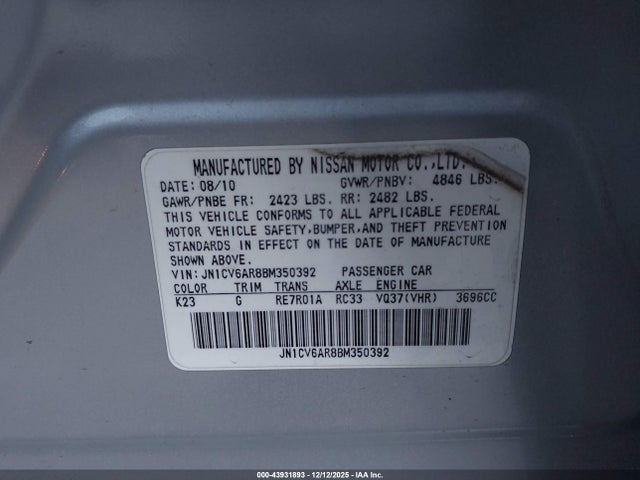 MANUFACTURED BY NISSAN MOTOR CO.,LTD.
DATE: 08/10 GVWR/PNBV: 4846 LBS.
GAWR/PNBE FR: 2423 LBS. RR: 2482 LBS.
THIS VEHICLE CONFORMS TO ALL APPLICABLE FEDERAL
MOTOR VEHICLE SAFETY,BUMPER,AND THEFT PREVENTION
STANDARDS IN EFFECT ON THE DATE OF MANUFACTURE
SHOWN ABOVE.
VIN: JN1CV6AR8BM350392 PASSENGER CAR
COLOR TRIM TRANS AXLE ENGINE
K23 G RE7R01A RC33 VQ37(VHR) 3696CC
JN1CV6AR8BM350392
000-43931893 - 12/12/2025 - IAA Inc.